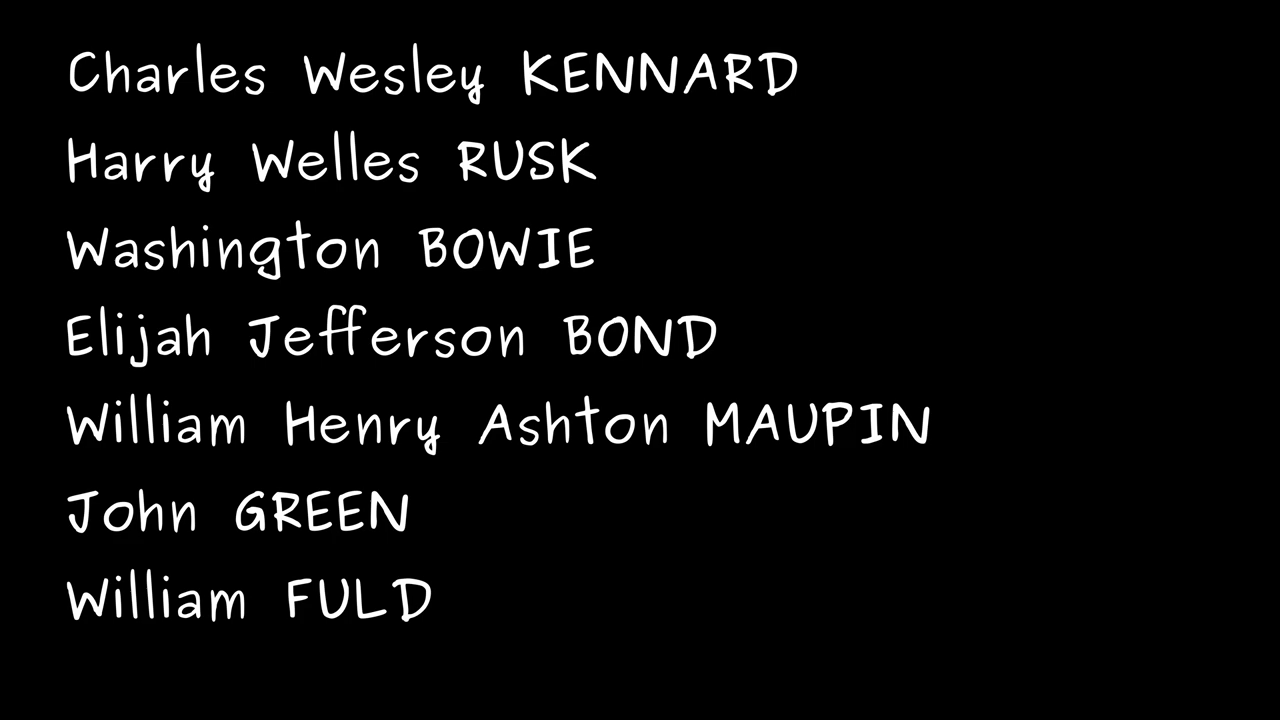 Charles Wesley KENNARD
Harry Welles RUSK
Washington BOWIE
Elijah Jefferson BOND
William Henry Ashton MAUPIN
John GREEN
William FULD